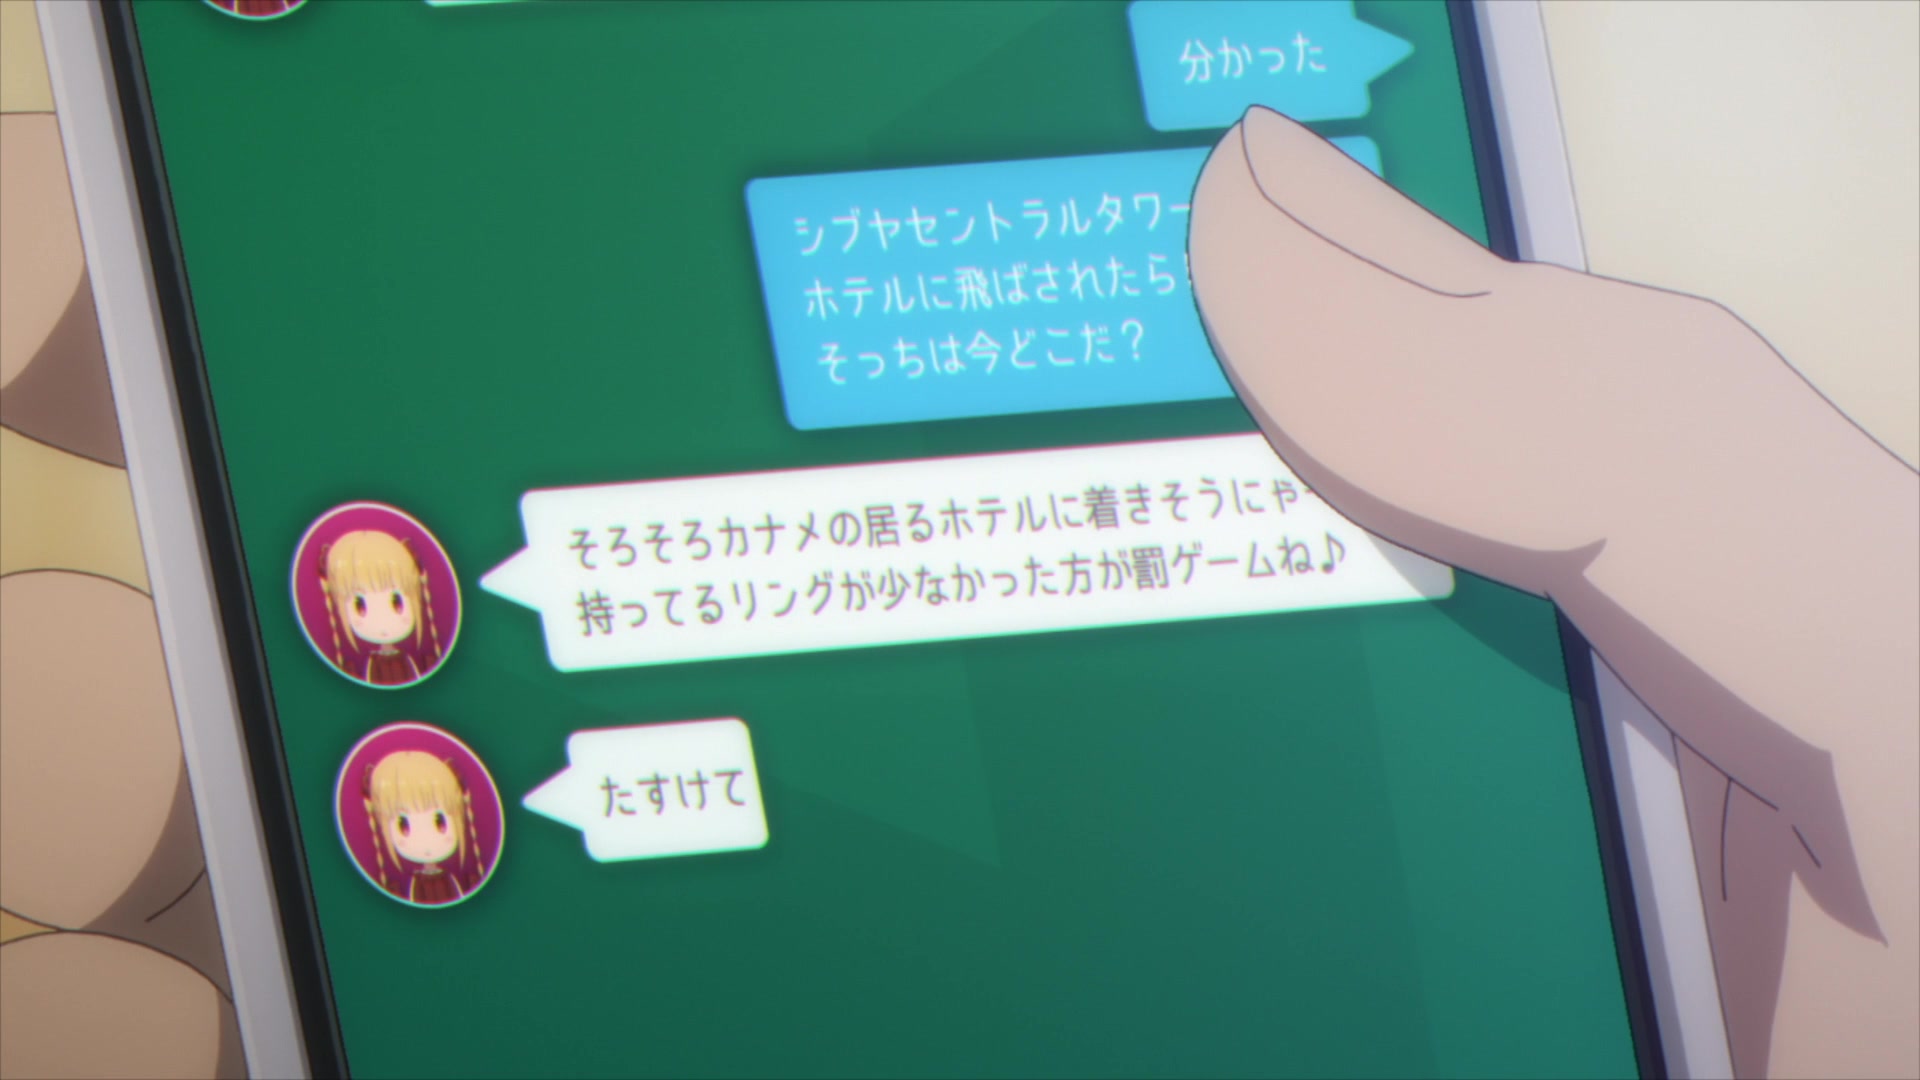 分かった
シブヤセントラルタワー
ホテルに飛ばされたらし
そっちは今どこだ？
そろそろカナメの居るホテルに着きそうにゃ
持ってるリングが少なかった方が罰ゲームね♪
たすけて